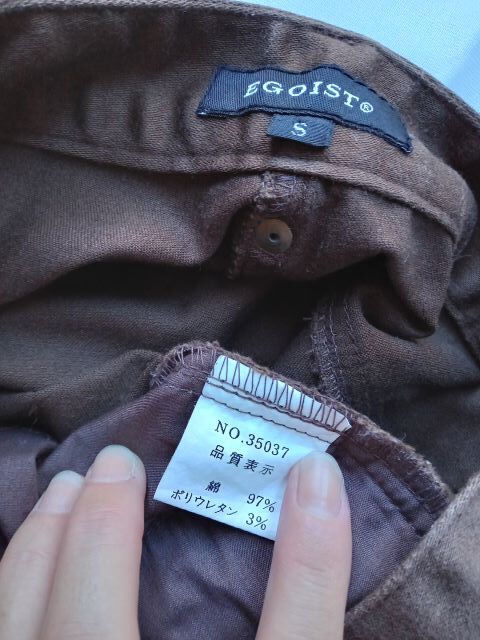 EGOIST®
S
NO.35037
品質表示
綿 97%
ポリウレタン 3%